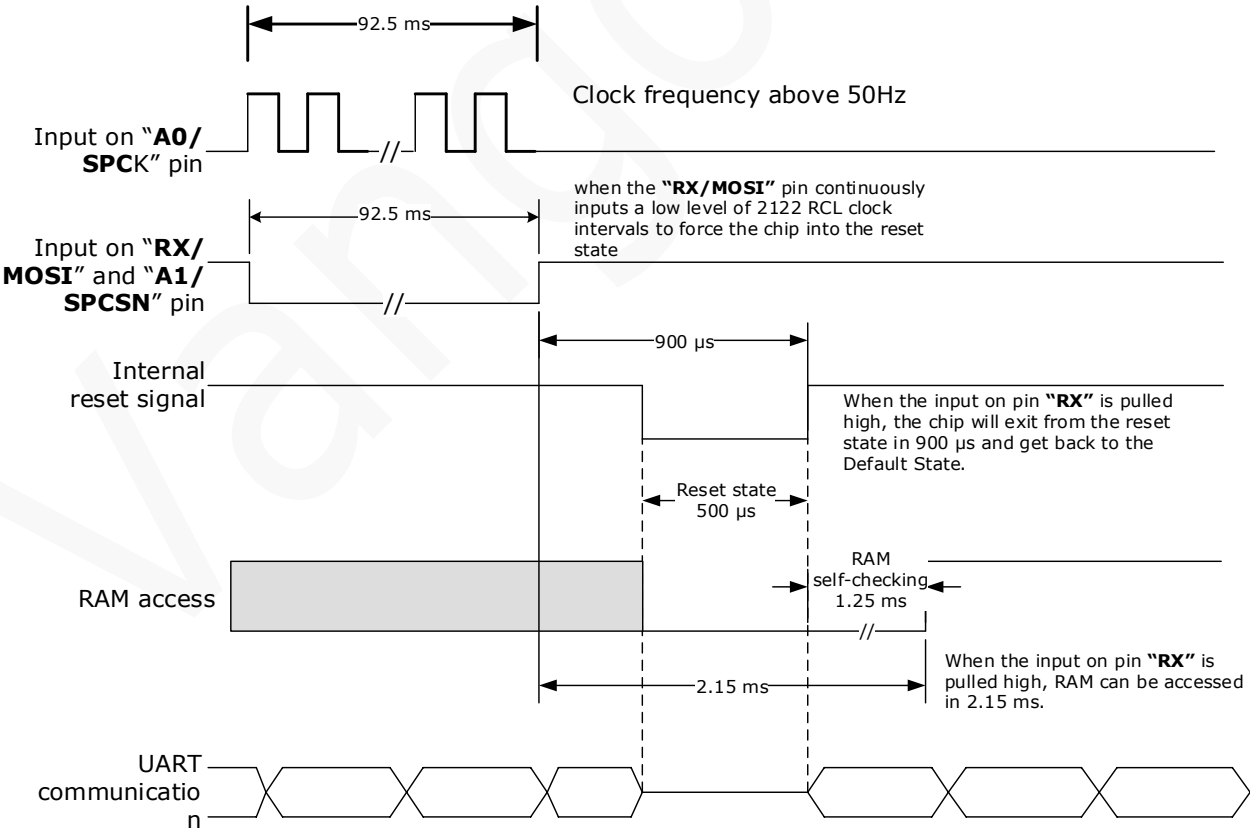 92.5 ms
Clock frequency above 50Hz
Input on “A0/
SPCK” pin
when the “RX/MOSI” pin continuously
inputs a low level of 2122 RCL clock
intervals to force the chip into the reset
state
92.5 ms
Input on “RX/
MOSI” and “A1/
SPCSN” pin
900 µs
Internal
reset signal
When the input on pin “RX” is pulled
high, the chip will exit from the reset
state in 900 µs and get back to the
Default State.
Reset state
500 µs
RAM
self-checking
1.25 ms
RAM access
When the input on pin “RX” is
pulled high, RAM can be accessed
in 2.15 ms.
2.15 ms
UART
communicatio
n
Vango